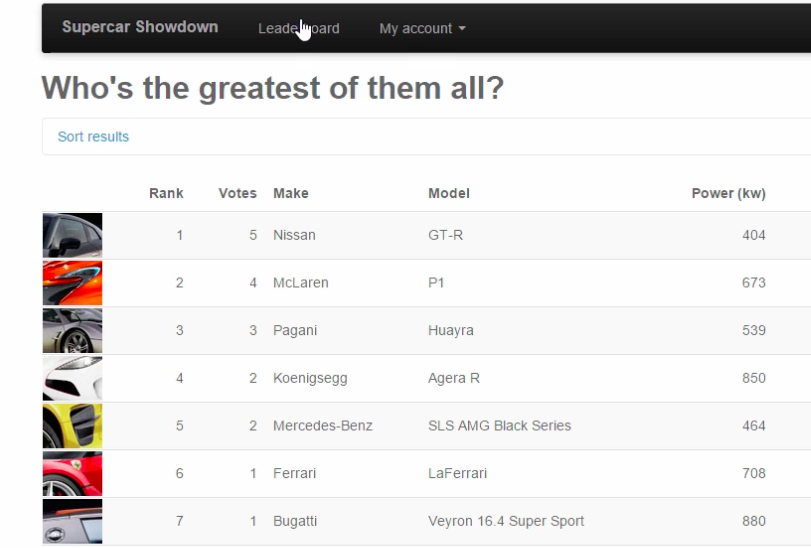 Supercar Showdown Leaderboard My account
Who's the greatest of them all?
Sort results
Rank Votes Make Model Power (kw)
1 5 Nissan GT-R 404
2 4 McLaren P1 673
3 3 Pagani Huayra 539
4 2 Koenigsegg Agera R 850
5 2 Mercedes-Benz SLS AMG Black Series 464
6 1 Ferrari LaFerrari 708
7 1 Bugatti Veyron 16.4 Super Sport 880